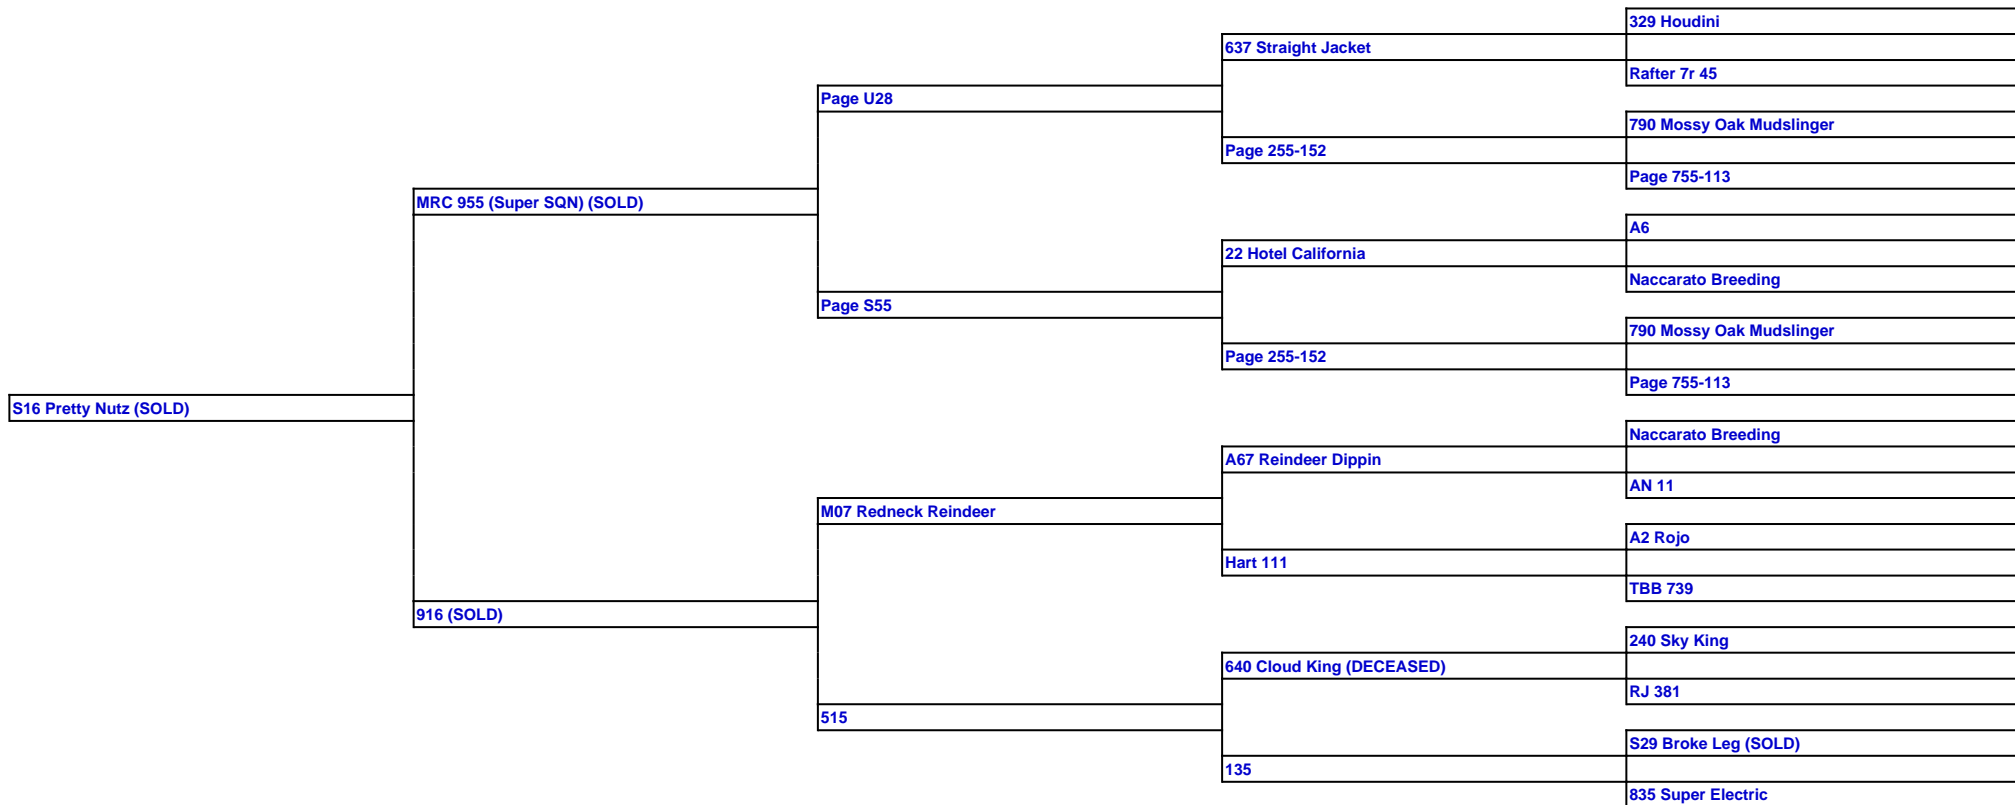 329 Houdini
637 Straight Jacket
Rafter 7r 45
Page U28
790 Mossy Oak Mudslinger
Page 255-152
Page 755-113
MRC 955 (Super SQN) (SOLD)
A6
22 Hotel California
Naccarato Breeding
Page S55
790 Mossy Oak Mudslinger
Page 255-152
Page 755-113
S16 Pretty Nutz (SOLD)
Naccarato Breeding
A67 Reindeer Dippin
AN 11
M07 Redneck Reindeer
A2 Rojo
Hart 111
TBB 739
916 (SOLD)
240 Sky King
640 Cloud King (DECEASED)
RJ 381
515
S29 Broke Leg (SOLD)
135
835 Super Electric